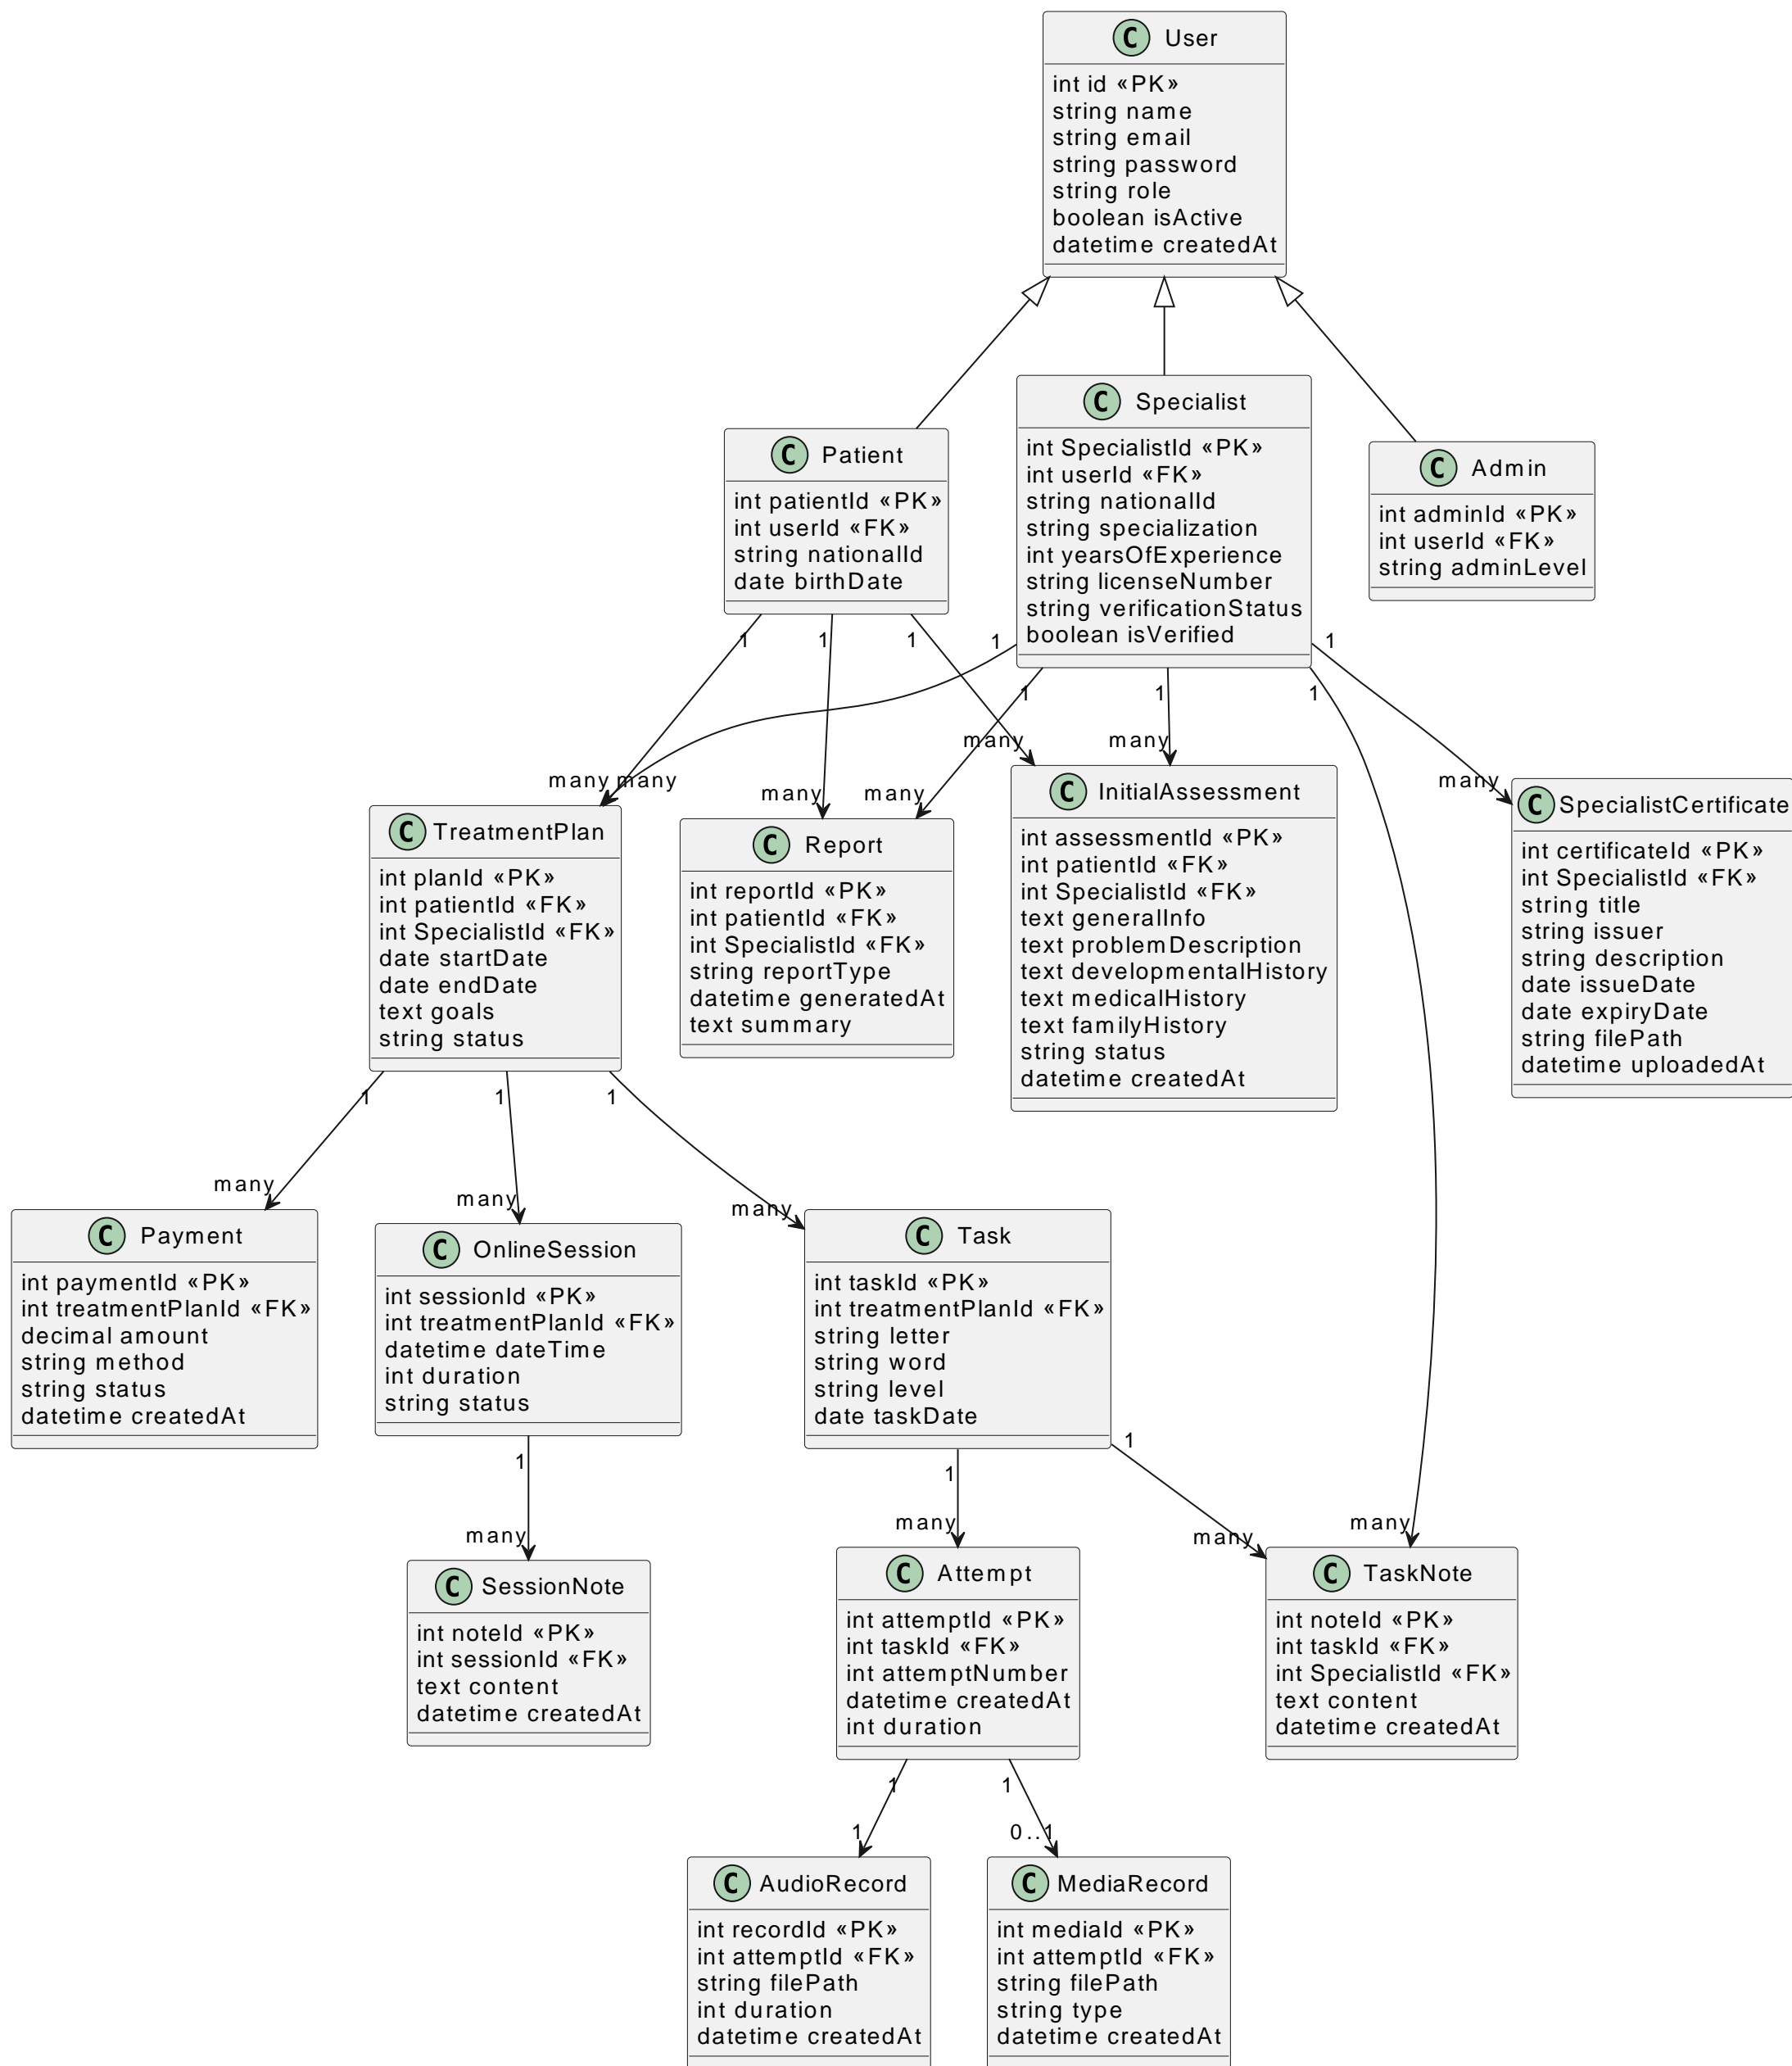 C User
int id «PK»
string name
string email
string password
string role
boolean isActive
datetime createdAt
C Patient
int patientId «PK»
int userId «FK»
string nationalId
date birthDate
C Specialist
int SpecialistId «PK»
int userId «FK»
string nationalId
string specialization
int yearsOfExperience
string licenseNumber
string verificationStatus
boolean isVerified
C Admin
int adminId «PK»
int userId «FK»
string adminLevel
1
1
1
1
1
1
1
1
many
many
many
many
many
many
many
C TreatmentPlan
int planId «PK»
int patientId «FK»
int SpecialistId «FK»
date startDate
date endDate
text goals
string status
C Report
int reportId «PK»
int patientId «FK»
int SpecialistId «FK»
string reportType
datetime generatedAt
text summary
C InitialAssessment
int assessmentId «PK»
int patientId «FK»
int SpecialistId «FK»
text generalInfo
text problemDescription
text developmentalHistory
text medicalHistory
text familyHistory
string status
datetime createdAt
C SpecialistCertificate
int certificateId «PK»
int SpecialistId «FK»
string title
string issuer
string description
date issueDate
date expiryDate
string filePath
datetime uploadedAt
1
1
1
many
many
many
C Payment
int paymentId «PK»
int treatmentPlanId «FK»
decimal amount
string method
string status
datetime createdAt
C OnlineSession
int sessionId «PK»
int treatmentPlanId «FK»
datetime dateTime
int duration
string status
C Task
int taskId «PK»
int treatmentPlanId «FK»
string letter
string word
string level
date taskDate
1
1
1
many
many
many
many
C SessionNote
int noteId «PK»
int sessionId «FK»
text content
datetime createdAt
C Attempt
int attemptId «PK»
int taskId «FK»
int attemptNumber
datetime createdAt
int duration
C TaskNote
int noteId «PK»
int taskId «FK»
int SpecialistId «FK»
text content
datetime createdAt
1
1
1
0..1
C AudioRecord
int recordId «PK»
int attemptId «FK»
string filePath
int duration
datetime createdAt
C MediaRecord
int mediaId «PK»
int attemptId «FK»
string filePath
string type
datetime createdAt